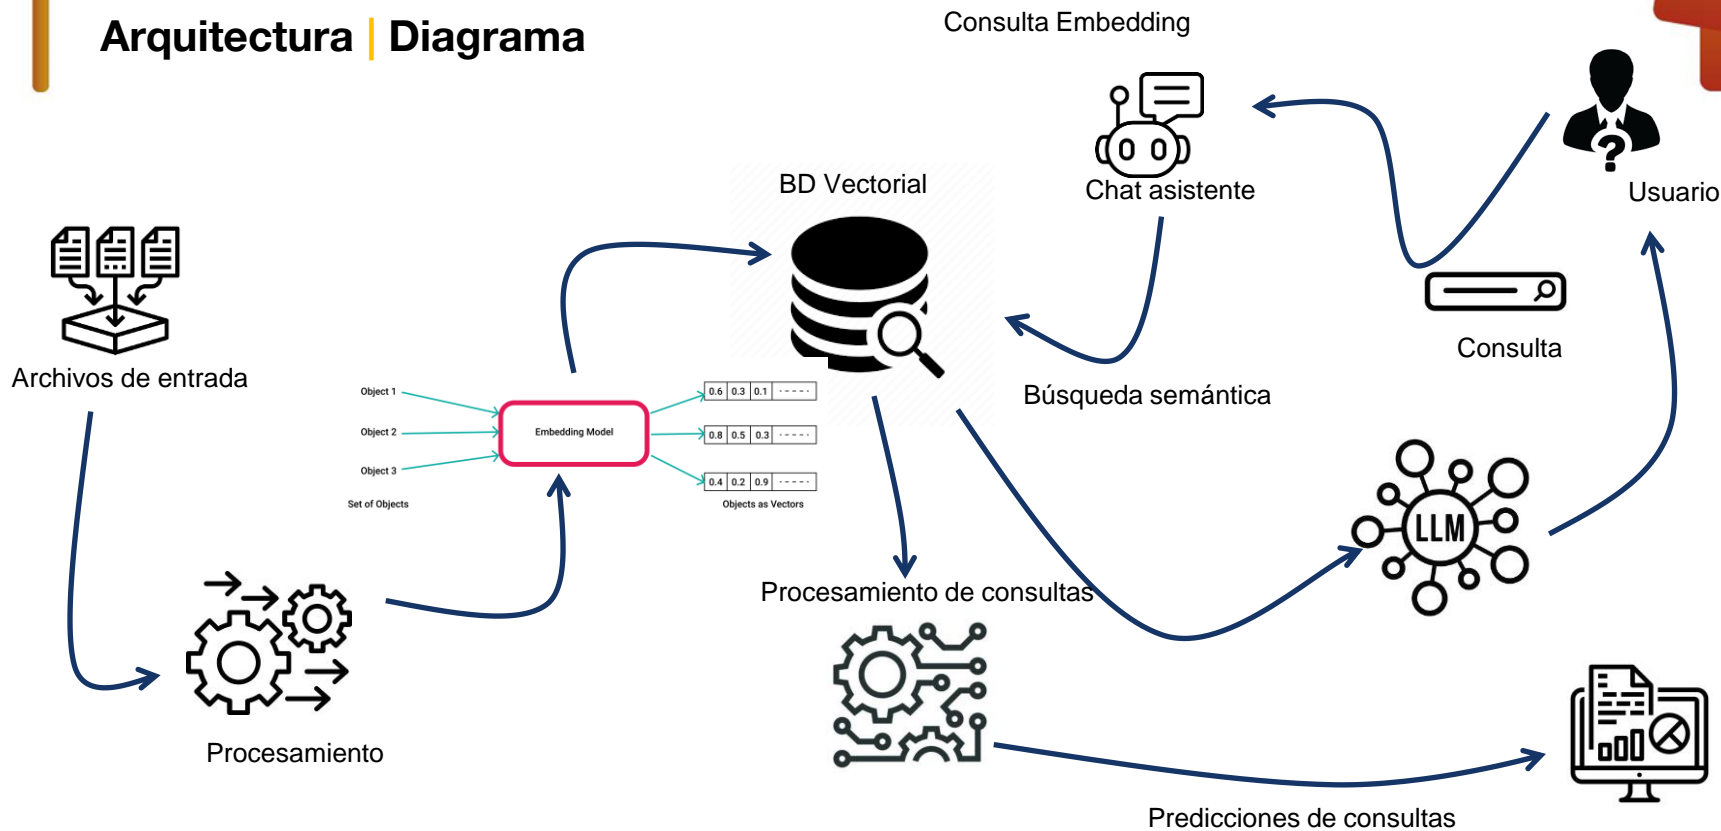 Arquitectura | Diagrama
Consulta Embedding
BD Vectorial
Chat asistente
Usuario
Archivos de entrada
Consulta
Búsqueda semántica
Object 1
Object 2
Object 3
Set of Objects
Embedding Model
0.6 0.3 0.1 -----
0.8 0.5 0.3 -----
0.4 0.2 0.9 -----
Objects as Vectors
LLM
Procesamiento de consultas
Procesamiento
Predicciones de consultas